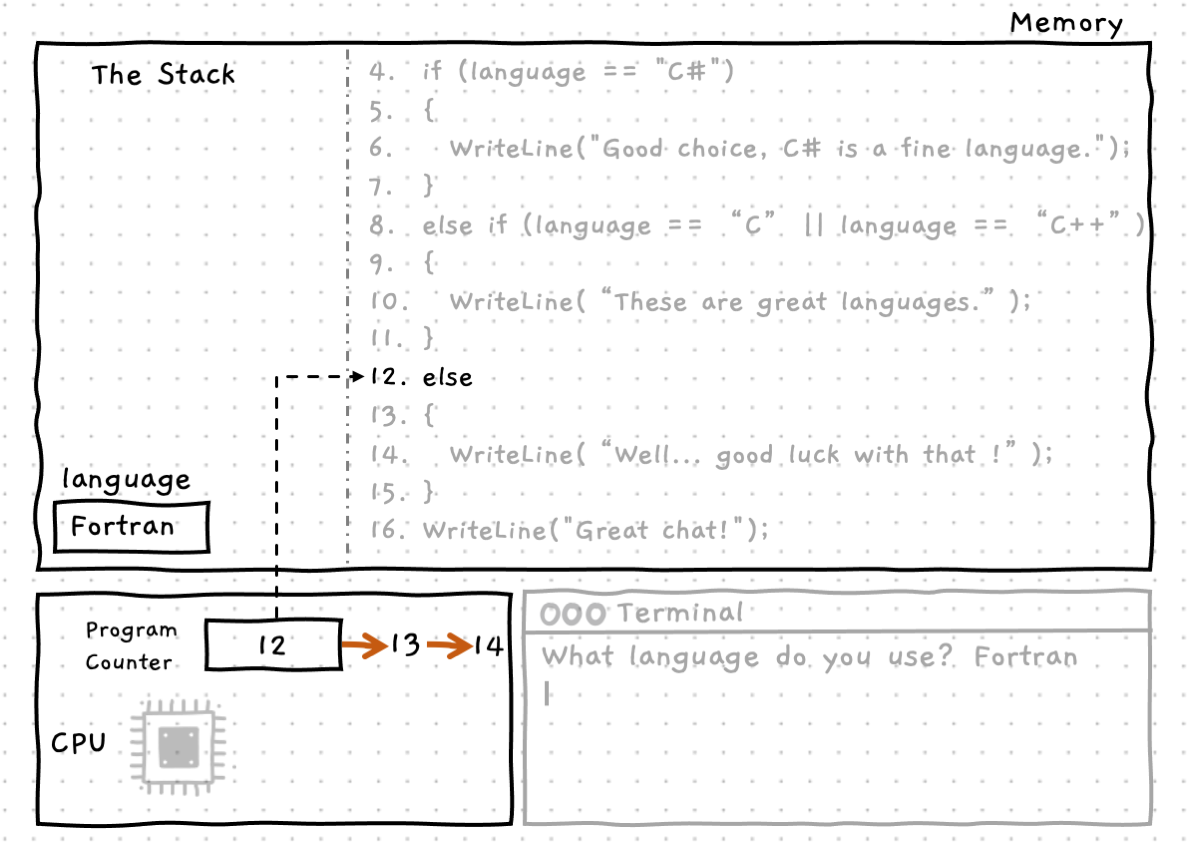 Memory
The Stack
4. if (language == "C#")
5. {
6. WriteLine("Good choice, C# is a fine language.");
7. }
8. else if (language == “C” || language == “C++” )
9. {
10. WriteLine( “These are great languages.” );
11. }
12. else
13. {
14. WriteLine( “Well... good luck with that !” );
15. }
16. WriteLine("Great chat!");
language
Fortran
Program
Counter
12
13
14
CPU
Terminal
What language do you use? Fortran